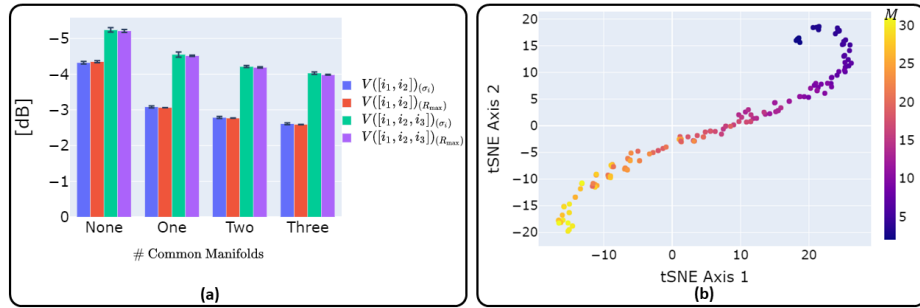 −5
−4
−3
−2
−1
0
[dB]
None One Two Three
# Common Manifolds
V([i₁, i₂])₍σᵢ₎
V([i₁, i₂])₍Rmax₎
V([i₁, i₂, i₃])₍σᵢ₎
V([i₁, i₂, i₃])₍Rmax₎
(a)
20
15
10
5
0
−5
−10
−15
−20
tSNE Axis 2
−10 0 10 20
tSNE Axis 1
M
30
25
20
15
10
5
(b)